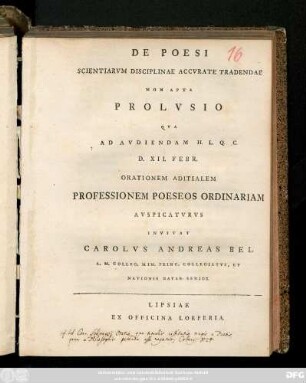 16
DE POESI
SCIENTIARVM DISCIPLINAE ACCVRATE TRADENDAE
NON APTA
PROLVSIO
QVA
AD AVDIENDAM H. L. Q. C.
D. XII. FEBR.
ORATIONEM ADITIALEM
PROFESSIONEM POESEOS ORDINARIAM
AVSPICATVRVS
INVITAT
CAROLVS ANDREAS BEL
A. M. COLLEG. MIN. PRINC. COLLEGIATVS, ET
NATIONIS BAVAR. SENIOR
LIPSIAE
EX OFFICINA LOEPERIA.